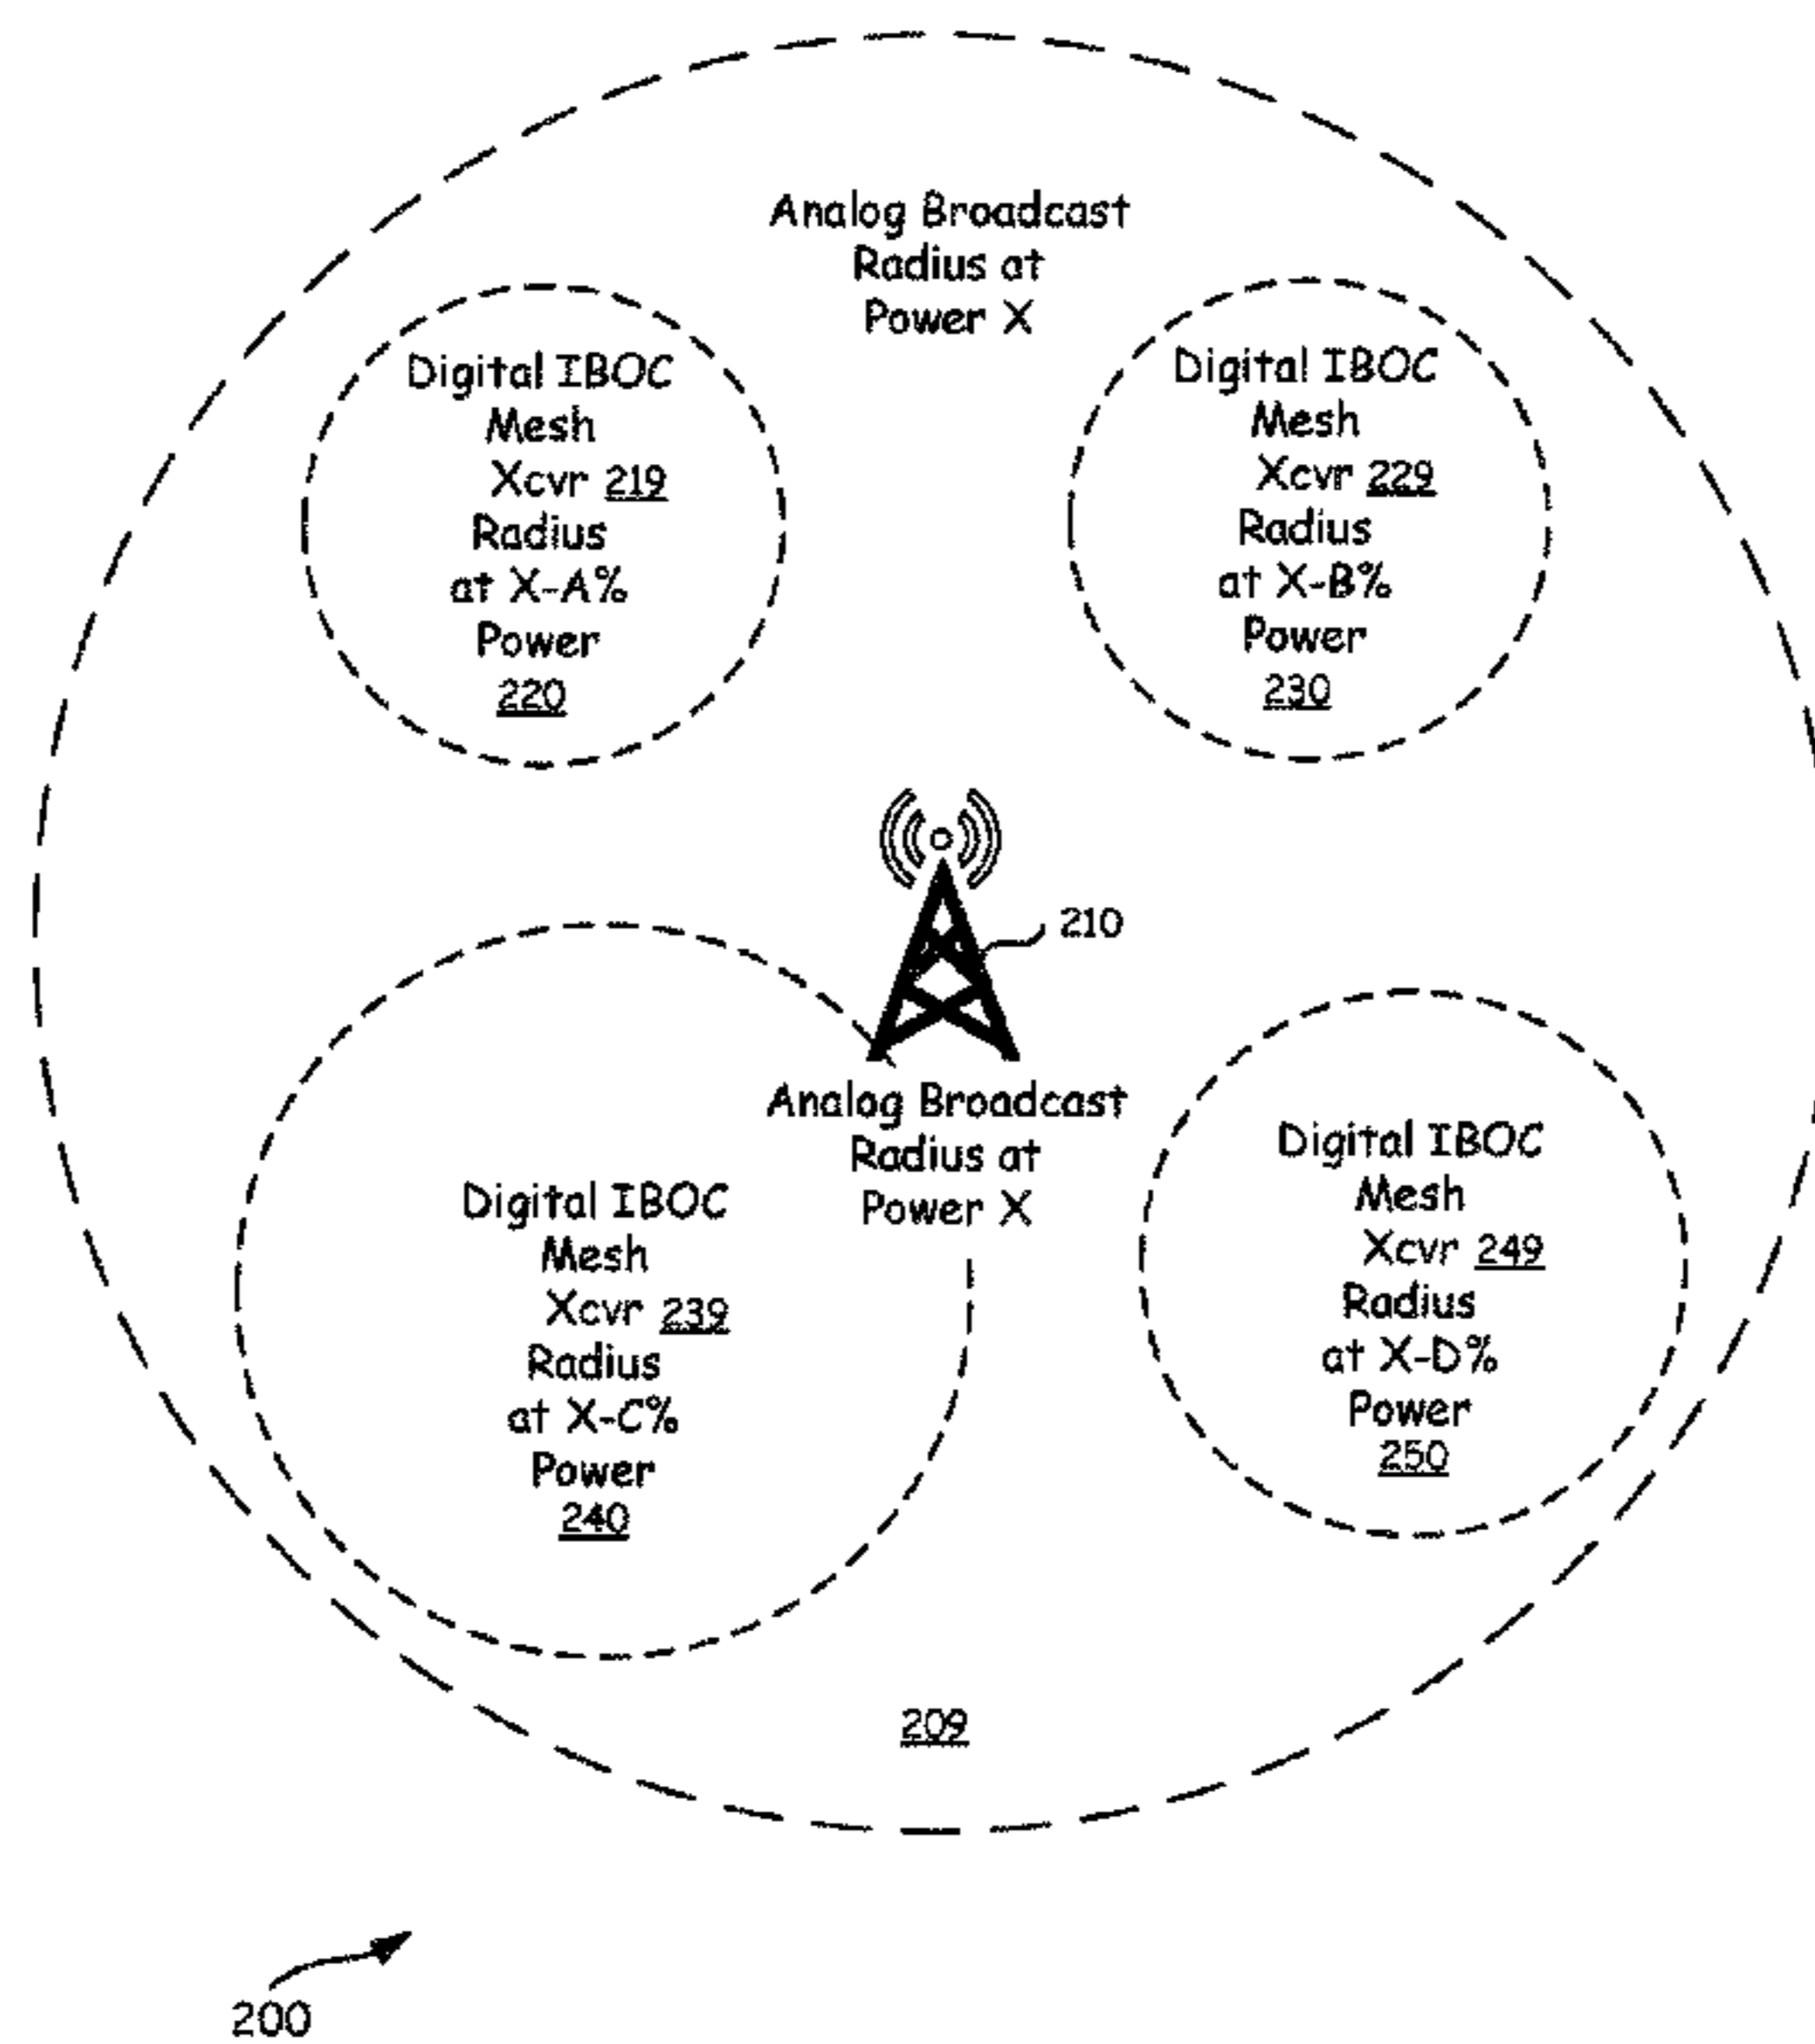 Analog Broadcast
Radius at
Power X
Digital IBOC
Mesh
Xcvr 219
Radius
at X-A%
Power
220
Digital IBOC
Mesh
Xcvr 229
Radius
at X-B%
Power
230
210
Analog Broadcast
Radius at
Power X
Digital IBOC
Mesh
Xcvr 239
Radius
at X-C%
Power
240
Digital IBOC
Mesh
Xcvr 249
Radius
at X-D%
Power
250
209
200